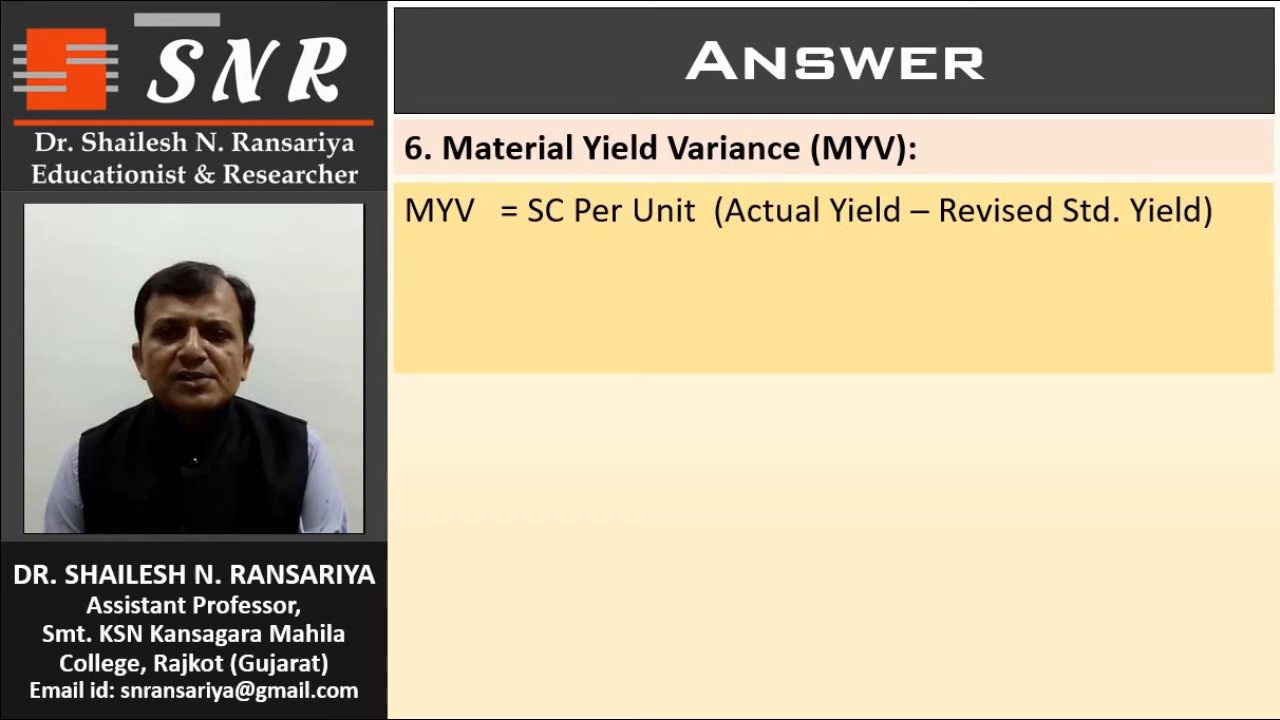 SNR
Dr. Shailesh N. Ransariya
Educationist & Researcher
DR. SHAILESH N. RANSARIYA
Assistant Professor,
Smt. KSN Kansagara Mahila
College, Rajkot (Gujarat)
Email id: snransariya@gmail.com
ANSWER
6. Material Yield Variance (MYV):
MYV = SC Per Unit (Actual Yield – Revised Std. Yield)